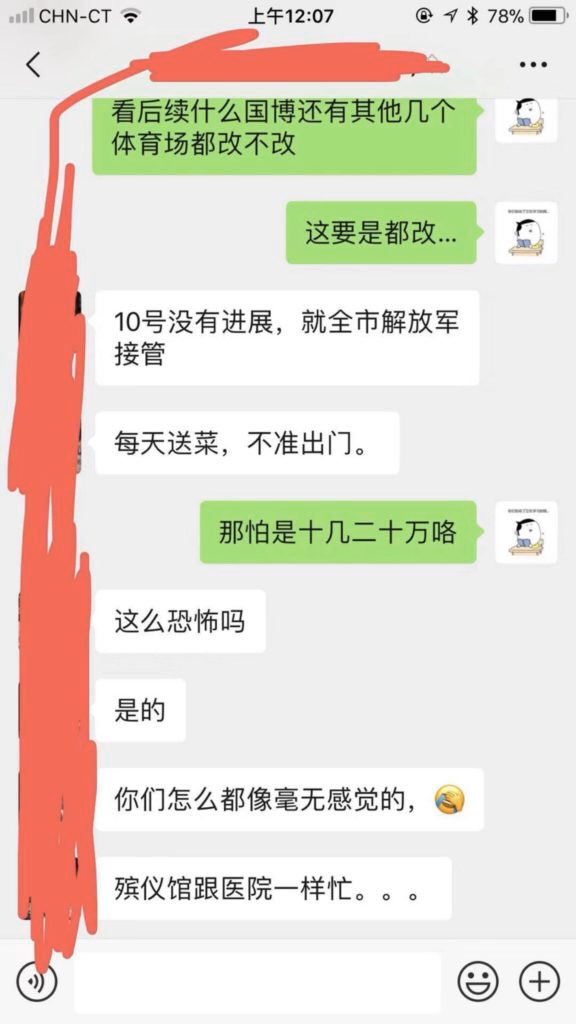 CHN-CT 上午12:07 78%
看后续什么国博还有其他几个
体育场都改不改
这要是都改...
10号没有进展，就全市解放军
接管
每天送菜，不准出门。
那怕是十几二十万咯
这么恐怖吗
是的
你们怎么都像毫无感觉的，🤣
殡仪馆跟医院一样忙。。。